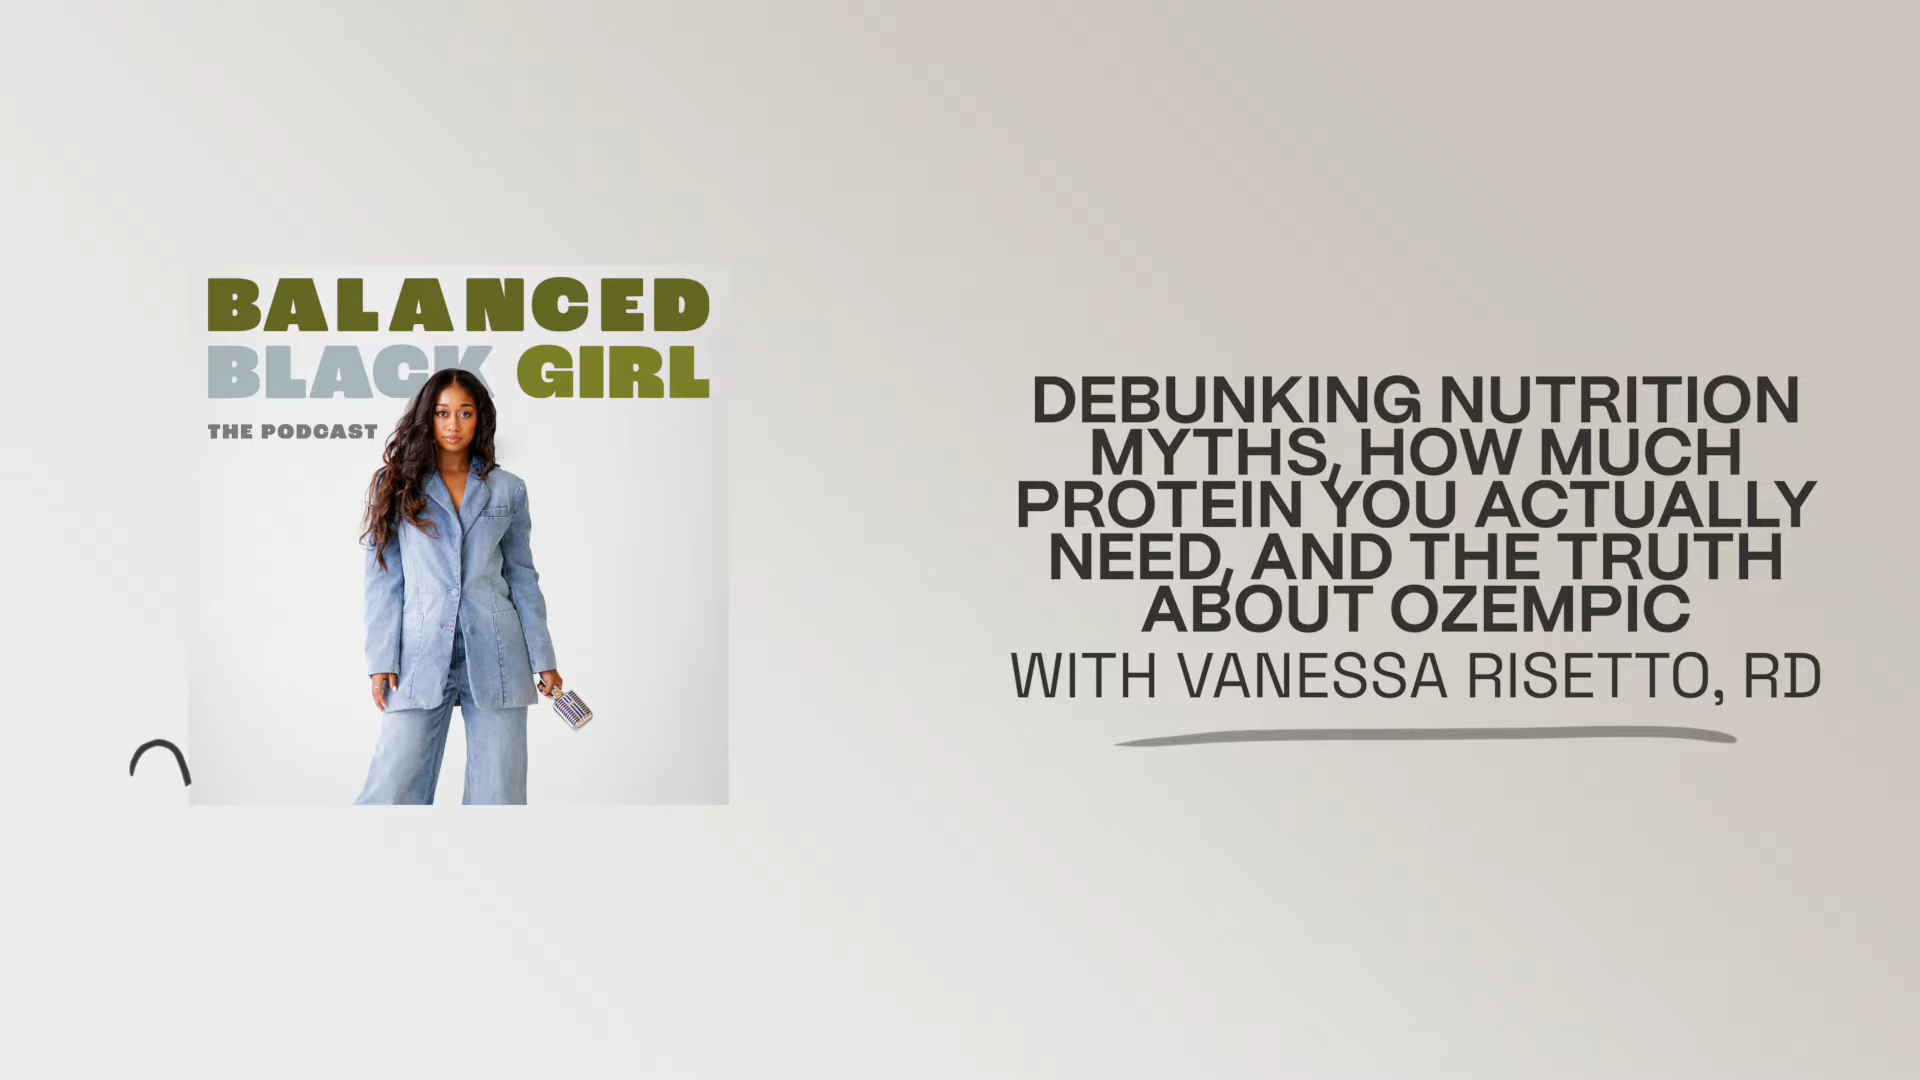 BALANCED
BLACK GIRL
THE PODCAST
DEBUNKING NUTRITION
MYTHS, HOW MUCH
PROTEIN YOU ACTUALLY
NEED, AND THE TRUTH
ABOUT OZEMPIC
WITH VANESSA RISETTO, RD